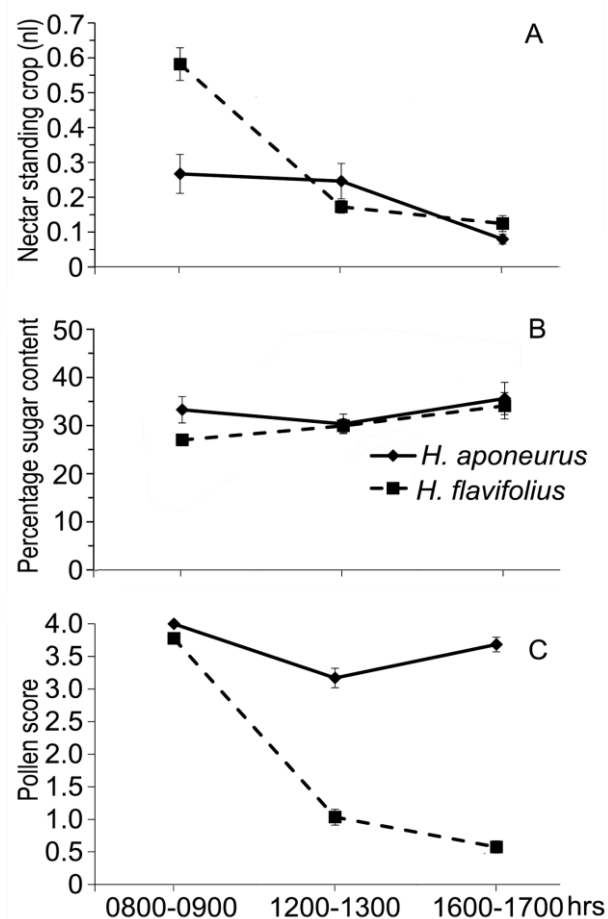 A
Nectar standing crop (nl)
0.7
0.6
0.5
0.4
0.3
0.2
0.1
0
B
Percentage sugar content
50
40
30
20
10
0
H. aponeurus
H. flavifolius
C
Pollen score
4.0
3.5
3.0
2.5
2.0
1.5
1.0
0.5
0
0800-0900 1200-1300 1600-1700 hrs